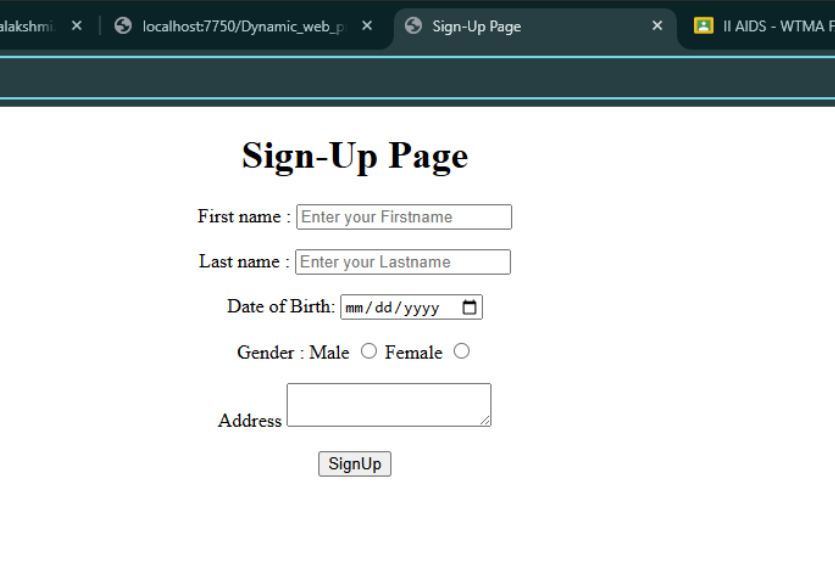 alakshmi.
localhost:7750/Dynamic_web_p
Sign-Up Page
II AIDS - WTMA F
Sign-Up Page
First name : Enter your Firstname
Last name : Enter your Lastname
Date of Birth: mm/dd/yyyy
Gender : Male Female
Address
SignUp